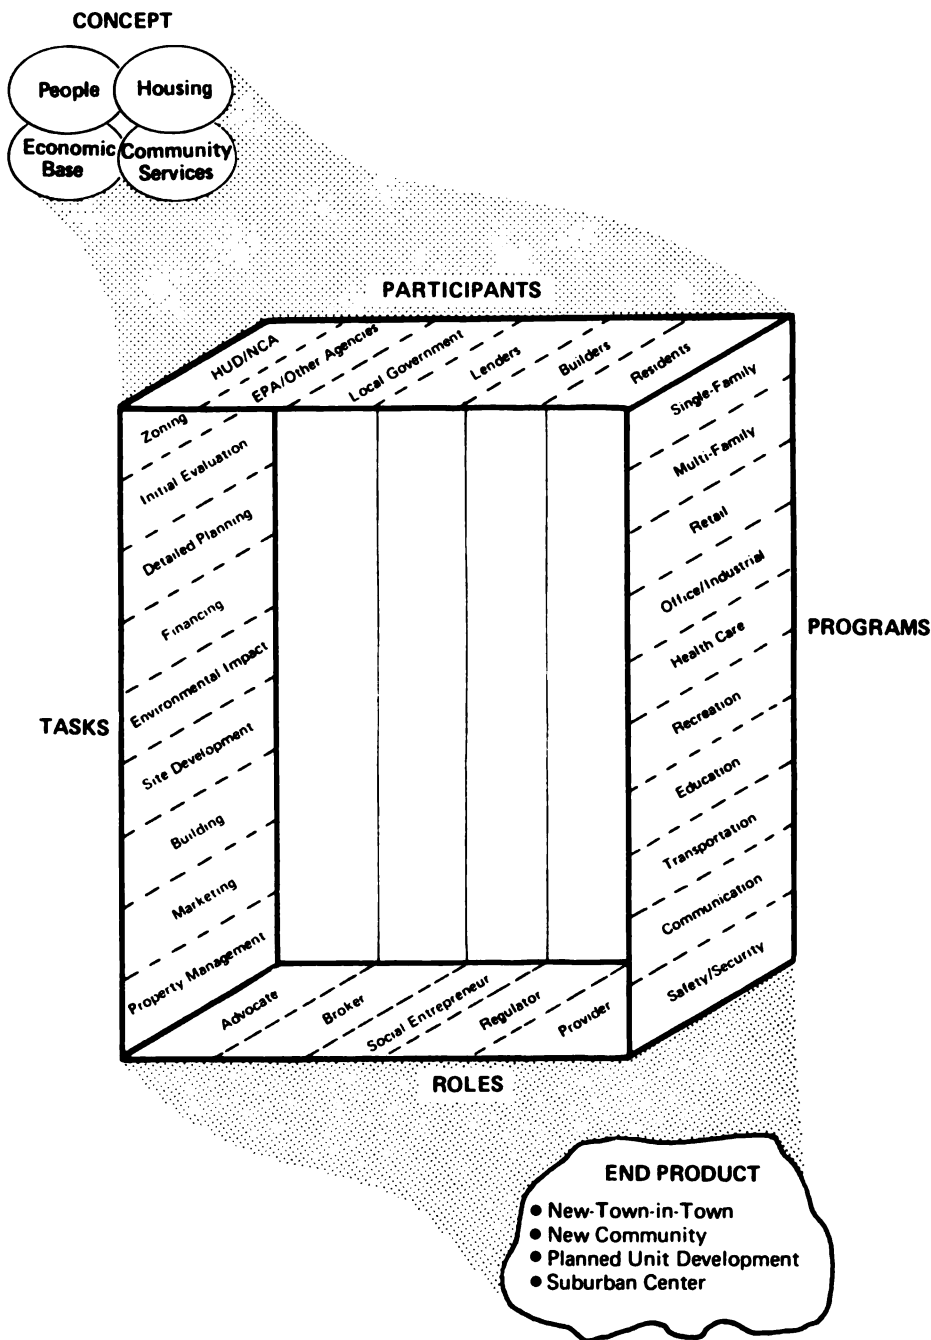 CONCEPT
People
Housing
Economic
Base
Community
Services
PARTICIPANTS
HUD/NCA
EPA/Other Agencies
Local Government
Lenders
Builders
Residents
TASKS
Zoning
Initial Evaluation
Detailed Planning
Financing
Environmental Impact
Site Development
Building
Marketing
Property Management
PROGRAMS
Single-Family
Multi-Family
Retail
Office/Industrial
Health Care
Recreation
Education
Transportation
Communication
Safety/Security
Advocate
Broker
Social Entrepreneur
Regulator
Provider
ROLES
END PRODUCT
● New-Town-in-Town
● New Community
● Planned Unit Development
● Suburban Center